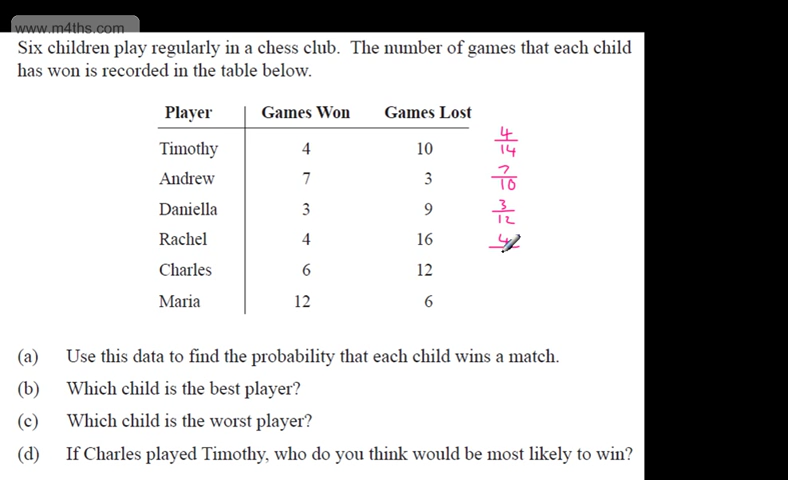 www.m4ths.com
Six children play regularly in a chess club. The number of games that each child
has won is recorded in the table below.
Player Games Won Games Lost
Timothy 4 10 4/14
Andrew 7 3 7/10
Daniella 3 9 3/12
Rachel 4 16 4
Charles 6 12
Maria 12 6
(a) Use this data to find the probability that each child wins a match.
(b) Which child is the best player?
(c) Which child is the worst player?
(d) If Charles played Timothy, who do you think would be most likely to win?